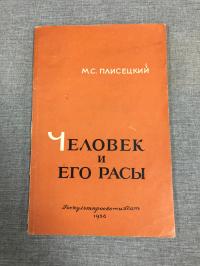 М.С. ПЛИСЕЦКИЙ
ЧЕЛОВЕК
И
ЕГО РАСЫ
Госкультпросветиздат
1956